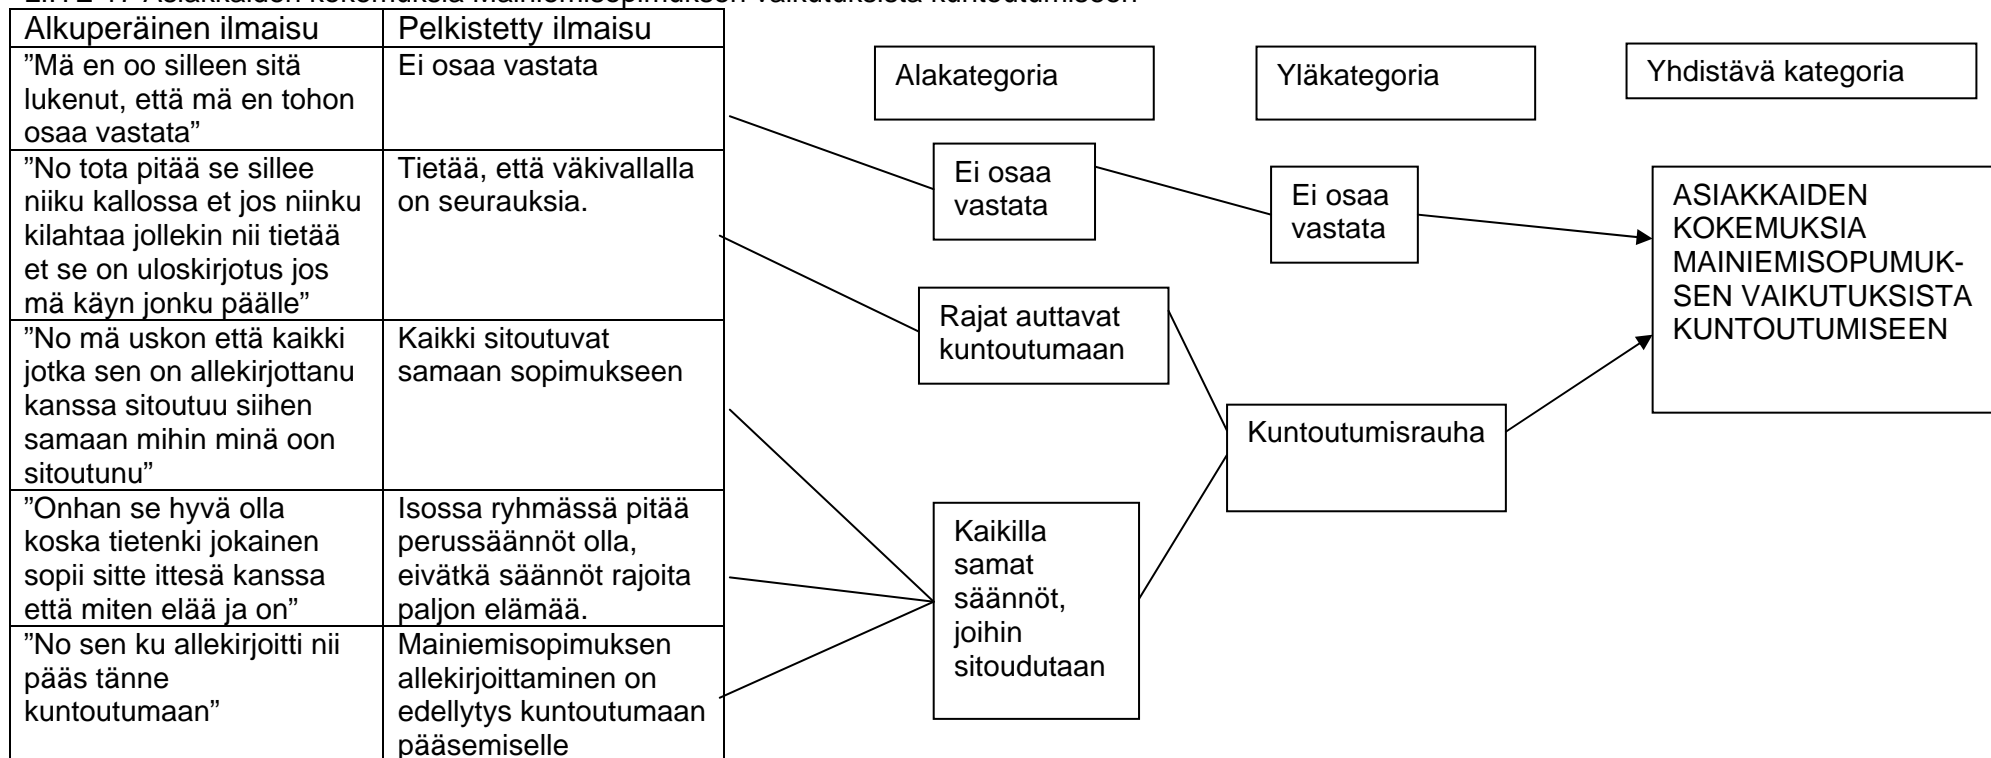 LIITE 17 Asiakkaiden kokemuksia Mainiemisopimuksen vaikutuksista kuntoutumiseen
Alkuperäinen ilmaisu
Pelkistetty ilmaisu
”Mä en oo silleen sitä
lukenut, että mä en tohon
osaa vastata”
Ei osaa vastata
”No tota pitää se sillee
niiku kallossa et jos niinku
kilahtaa jollekin nii tietää
et se on uloskirjotus jos
mä käyn jonku päälle”
Tietää, että väkivallalla
on seurauksia.
”No mä uskon että kaikki
jotka sen on allekirjottanu
kanssa sitoutuu siihen
samaan mihin minä oon
sitoutunu”
Kaikki sitoutuvat
samaan sopimukseen
”Onhan se hyvä olla
koska tietenki jokainen
sopii sitte ittesä kanssa
että miten elää ja on”
Isossa ryhmässä pitää
perussäännöt olla,
eivätkä säännöt rajoita
paljon elämää.
”No sen ku allekirjoitti nii
pääs tänne
kuntoutumaan”
Mainiemisopimuksen
allekirjoittaminen on
edellytys kuntoutumaan
pääsemiselle
Alakategoria
Ei osaa
vastata
Rajat auttavat
kuntoutumaan
Kaikilla
samat
säännöt,
joihin
sitoudutaan
Yläkategoria
Ei osaa
vastata
Kuntoutumisrauha
Yhdistävä kategoria
ASIAKKAIDEN
KOKEMUKSIA
MAINIEMISOPUMUK-
SEN VAIKUTUKSISTA
KUNTOUTUMISEEN